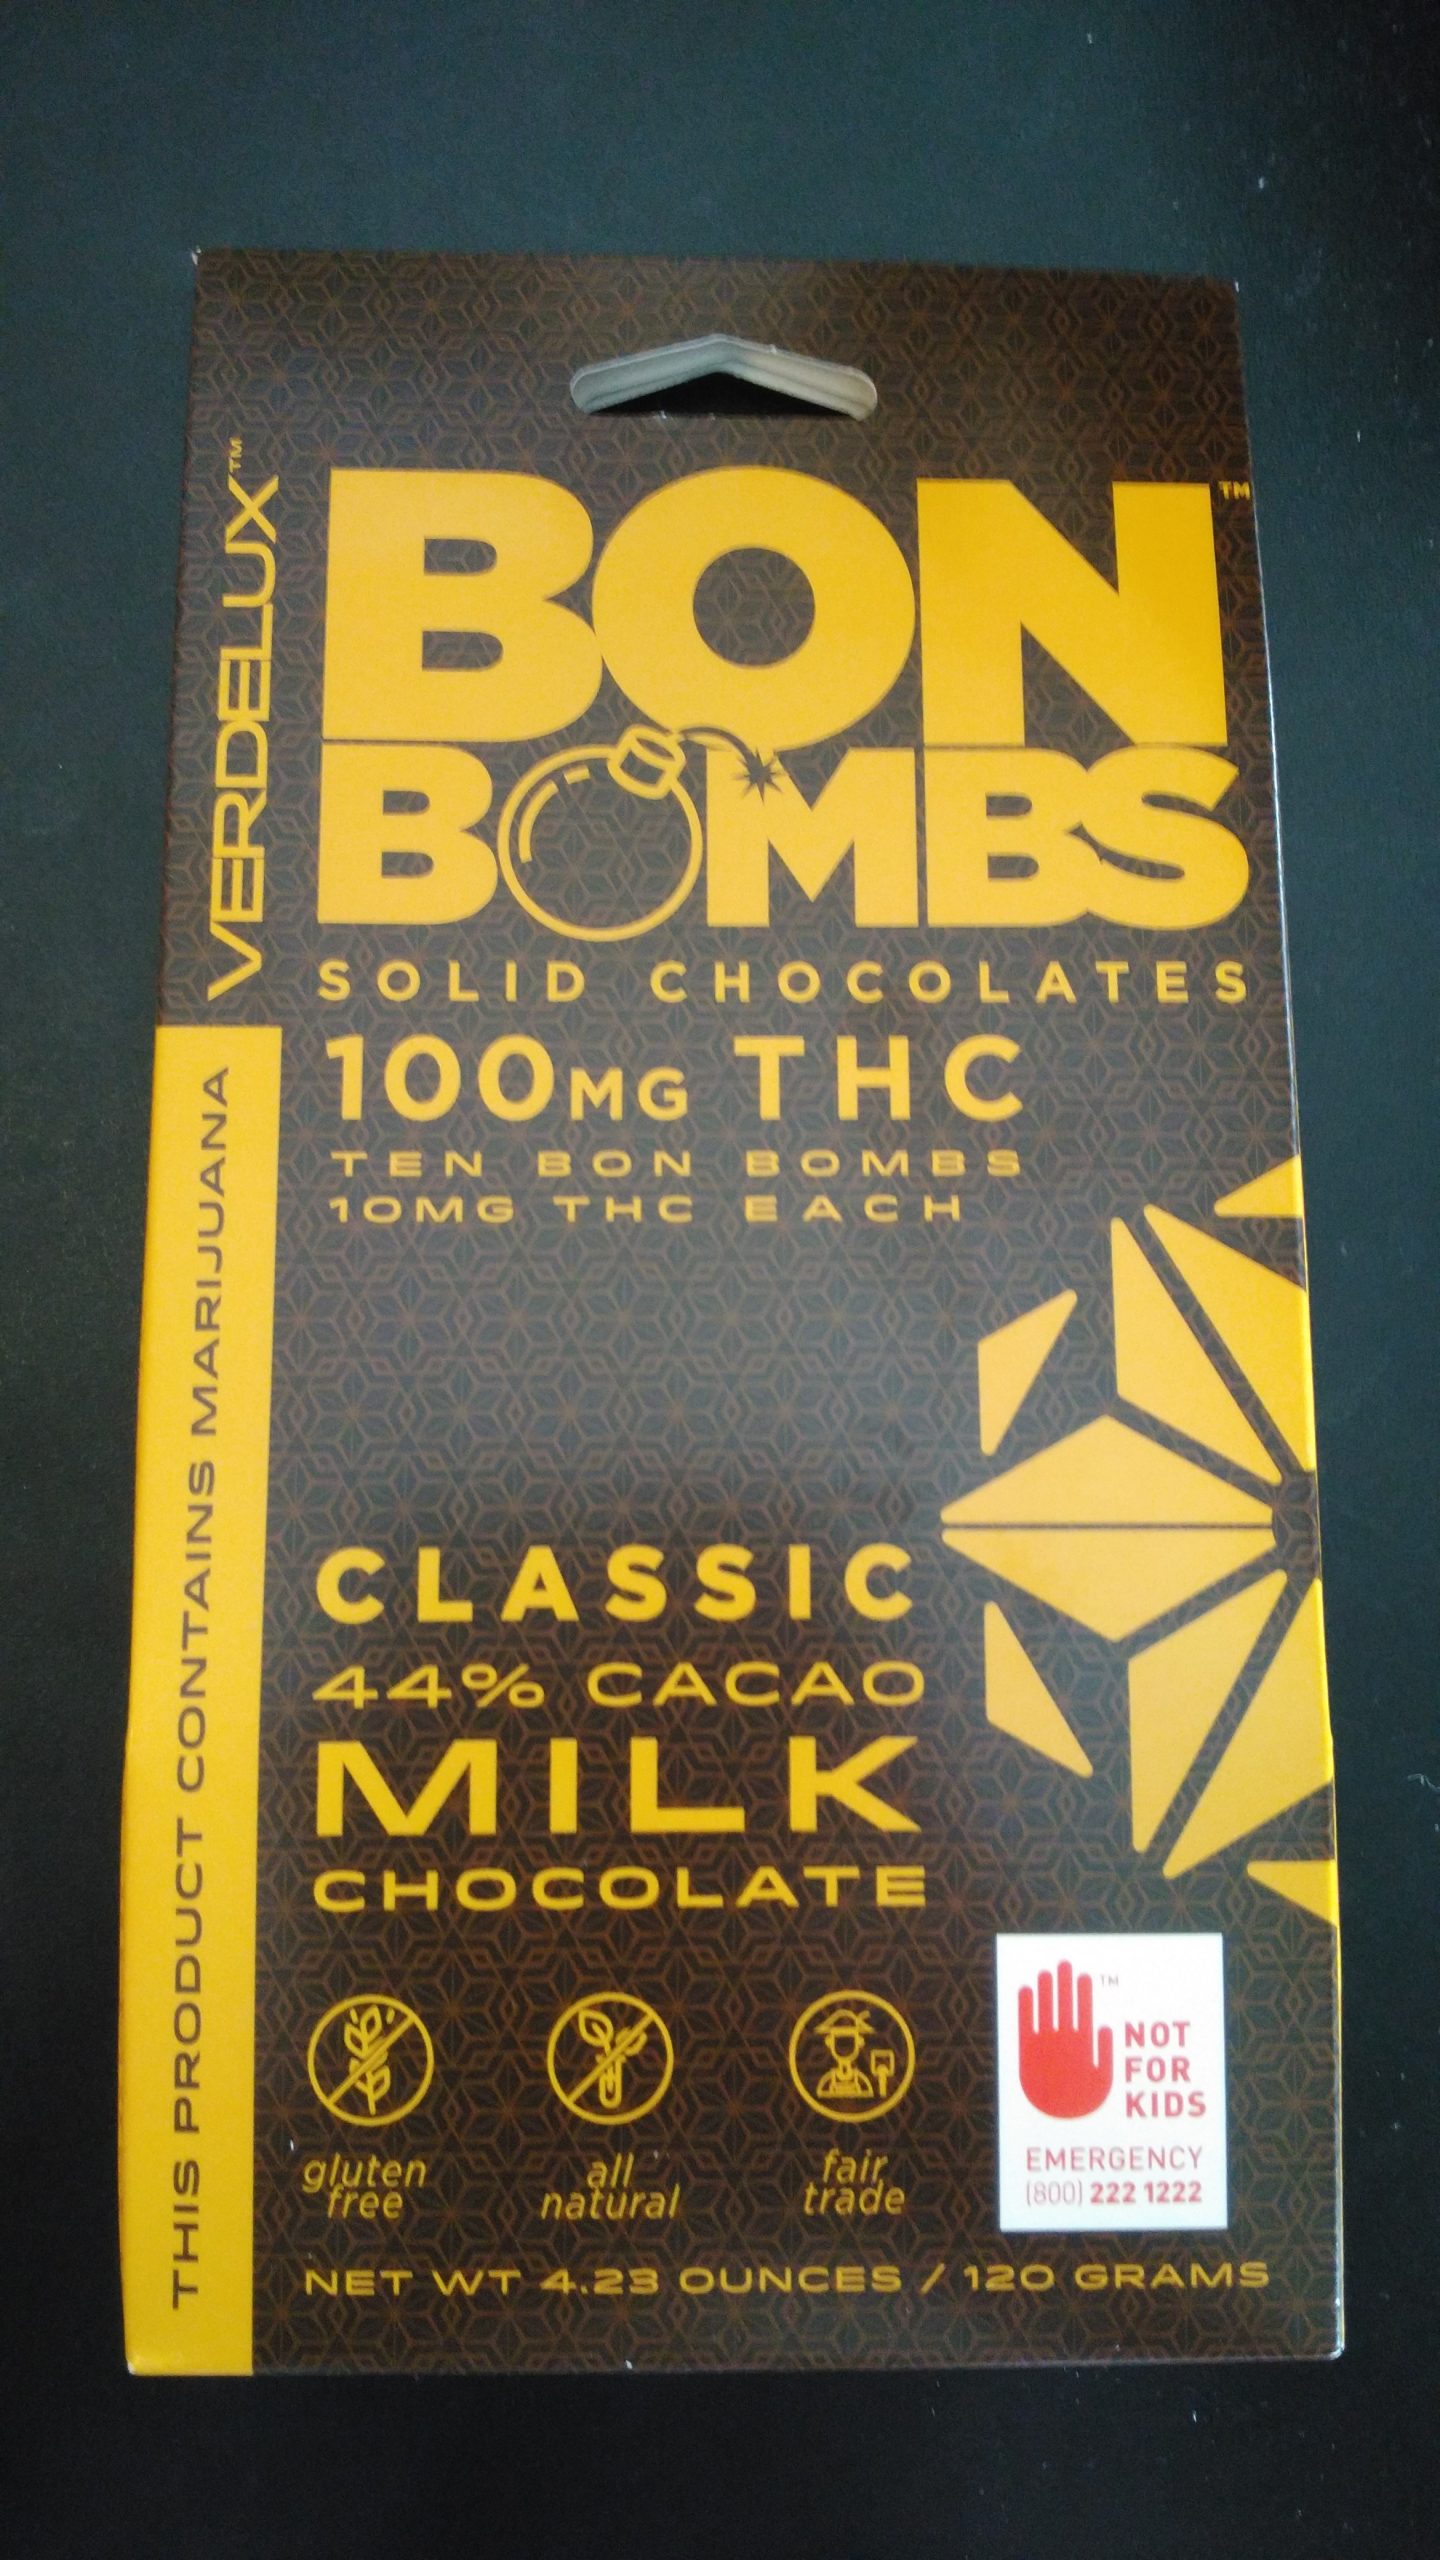 VERDELUX™
BON™
BOMBS
SOLID CHOCOLATES
100MG THC
TEN BON BOMBS
10MG THC EACH
THIS PRODUCT CONTAINS MARIJUANA
CLASSIC
44% CACAO
MILK
CHOCOLATE
gluten
free
all
natural
fair
trade
™
NOT
FOR
KIDS
EMERGENCY
(800) 222 1222
NET WT 4.23 OUNCES / 120 GRAMS